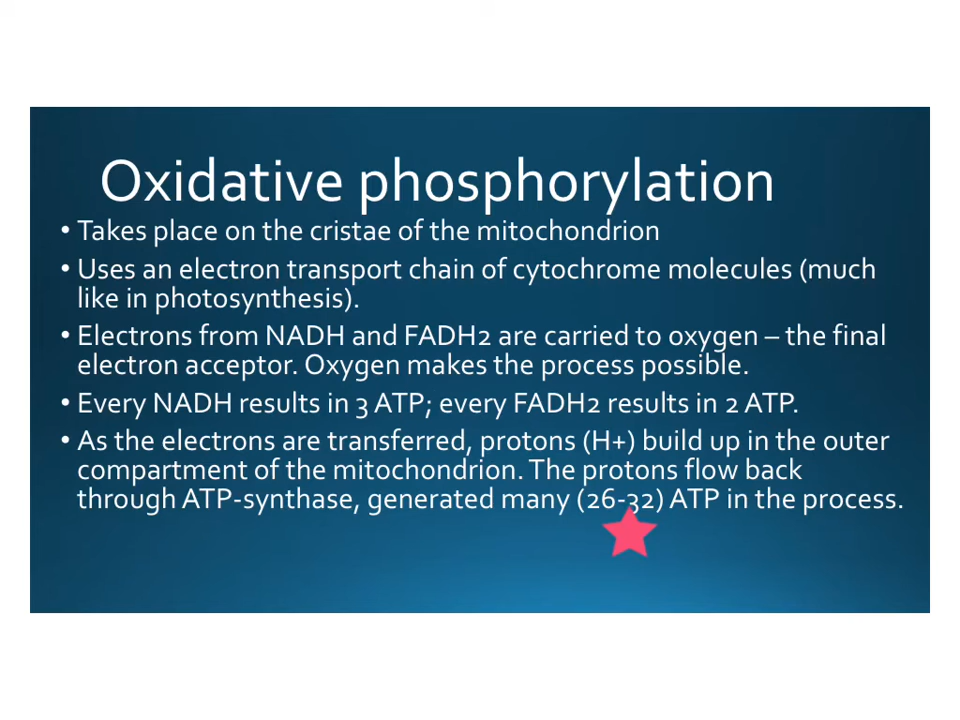 Oxidative phosphorylation
• Takes place on the cristae of the mitochondrion
• Uses an electron transport chain of cytochrome molecules (much
like in photosynthesis).
• Electrons from NADH and FADH2 are carried to oxygen – the final
electron acceptor. Oxygen makes the process possible.
• Every NADH results in 3 ATP; every FADH2 results in 2 ATP.
• As the electrons are transferred, protons (H+) build up in the outer
compartment of the mitochondrion. The protons flow back
through ATP-synthase, generated many (26-32) ATP in the process.